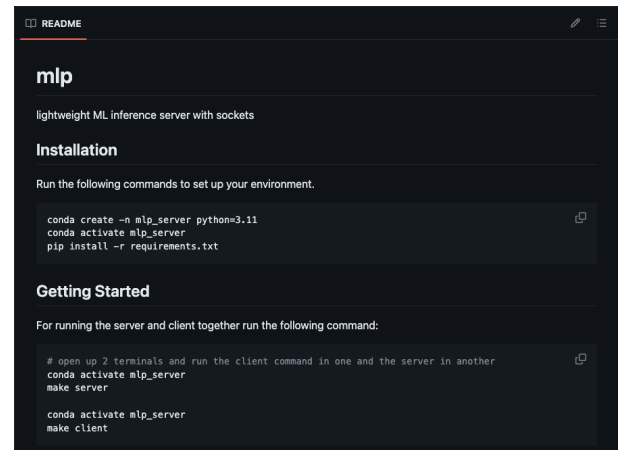 README
mlp
lightweight ML inference server with sockets
Installation
Run the following commands to set up your environment.
conda create -n mlp_server python=3.11
conda activate mlp_server
pip install -r requirements.txt
Getting Started
For running the server and client together run the following command:
# open up 2 terminals and run the client command in one and the server in another
conda activate mlp_server
make server
conda activate mlp_server
make client